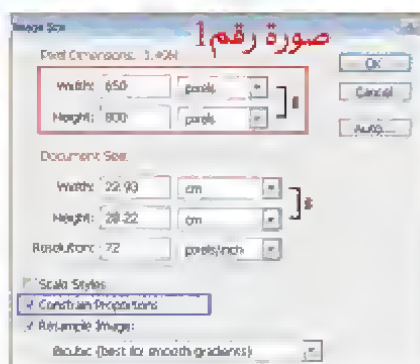 Image Size
صورة رقم 1
Pixel Dimensions: 1.49M
OK
Width: 650 pixels
Cancel
Height: 800 pixels
Auto...
Document Size:
Width: 22.93 cm
Height: 28.22 cm
Resolution: 72 pixels/inch
Scale Styles
Constrain Proportions
Resample Image:
Bicubic (best for smooth gradients)